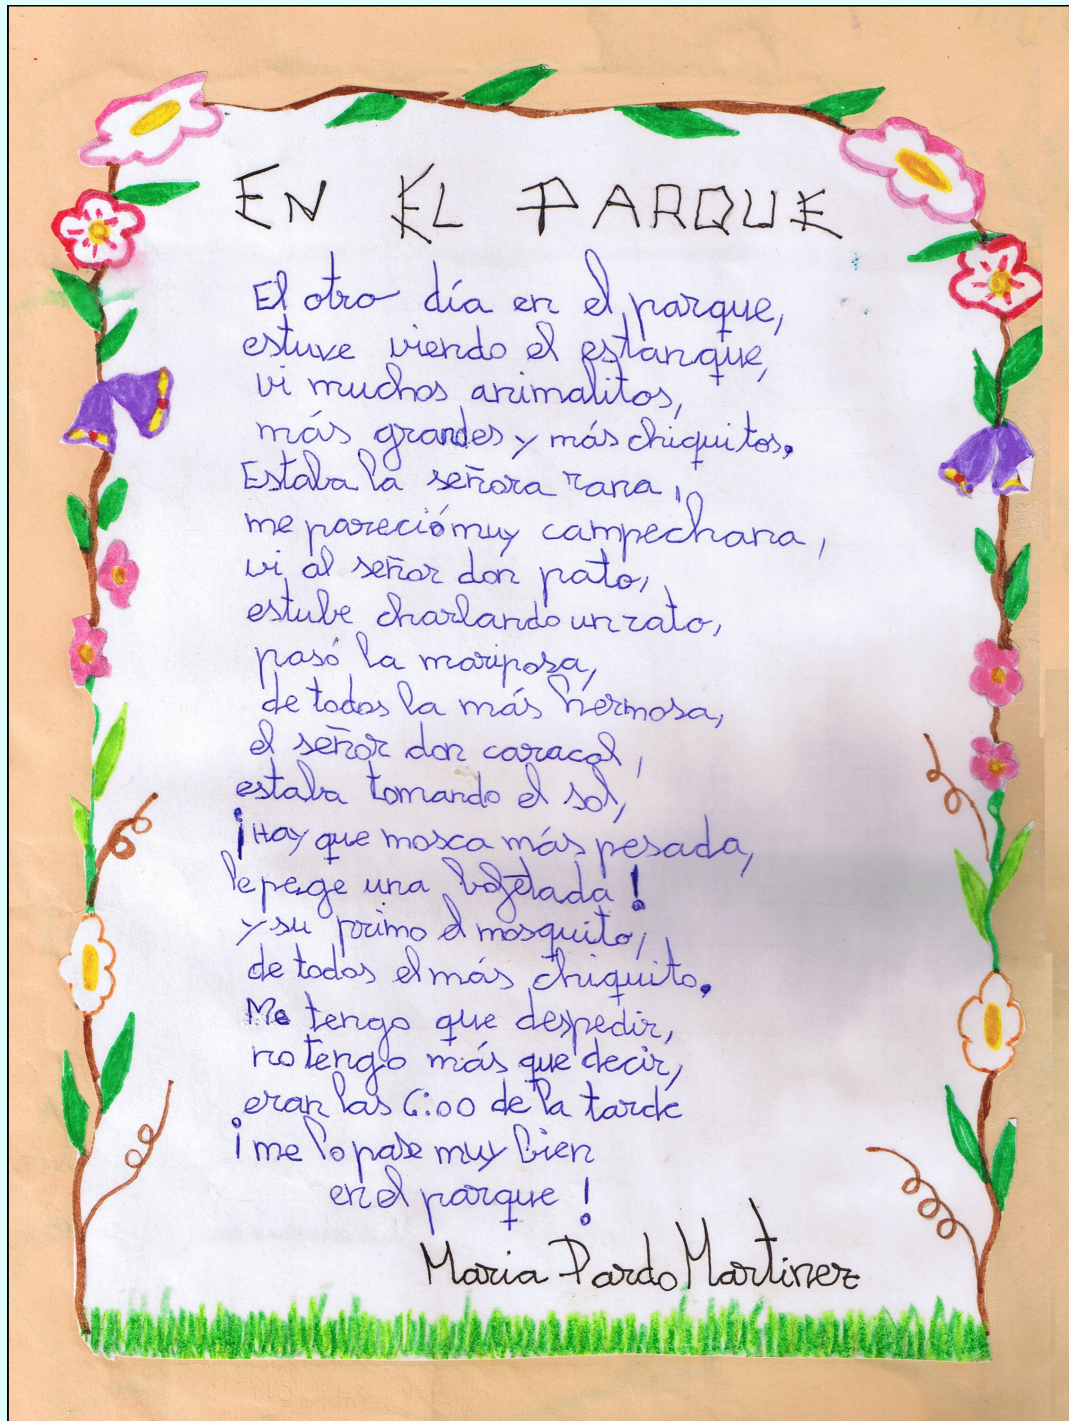 EN EL PARQUE
El otro día en el parque,
estuve viendo el estanque,
vi muchos animalitos,
más grandes y más chiquitos.
Estaba la señora rana,
me pareció muy campechana,
vi al señor don pato,
estube charlando un rato,
pasó la mariposa,
de todos la más hermosa,
el señor don caracol,
estaba tomando el sol,
¡Hay que mosca más pesada,
le pege una bofetada!
y su primo el mosquito,
de todos el más chiquito.
Me tengo que despedir,
no tengo más que decir,
eran las 6:00 de la tarde
¡me lo pase muy bien
en el parque!
Maria Pardo Martinez